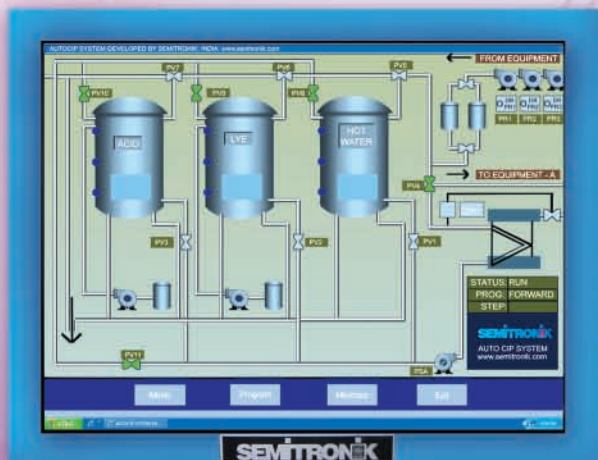 AUTOCIP SYSTEM DEVELOPED BY SEMITRONIK, INDIA. www.semitronik.com
PV7
PV6
PV5
FROM EQUIPMENT
PV10
PV9
PV8
PR1
PR2
PR3
ACID
LYE
HOT
WATER
TO EQUIPMENT - A
PV4
PV3
PV2
PV1
STATUS: RUN
PROG: FORWARD
STEP:
SEMITRONIK
AUTO CIP SYSTEM
www.semitronik.com
PV11
PSA
Program
Exit
SEMITRONIK